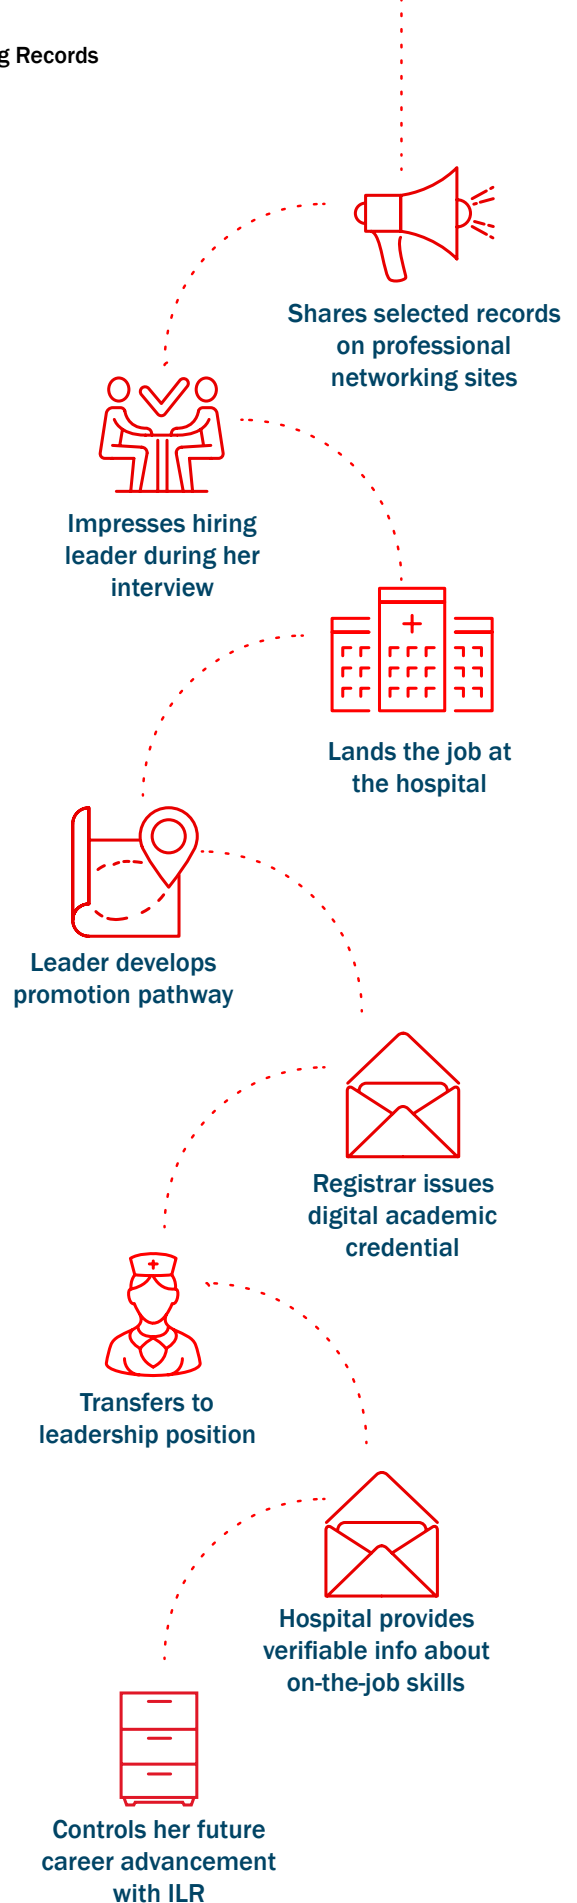 g Records
Shares selected records
on professional
networking sites
Impresses hiring
leader during her
interview
Lands the job at
the hospital
Leader develops
promotion pathway
Registrar issues
digital academic
credential
Transfers to
leadership position
Hospital provides
verifiable info about
on-the-job skills
Controls her future
career advancement
with ILR